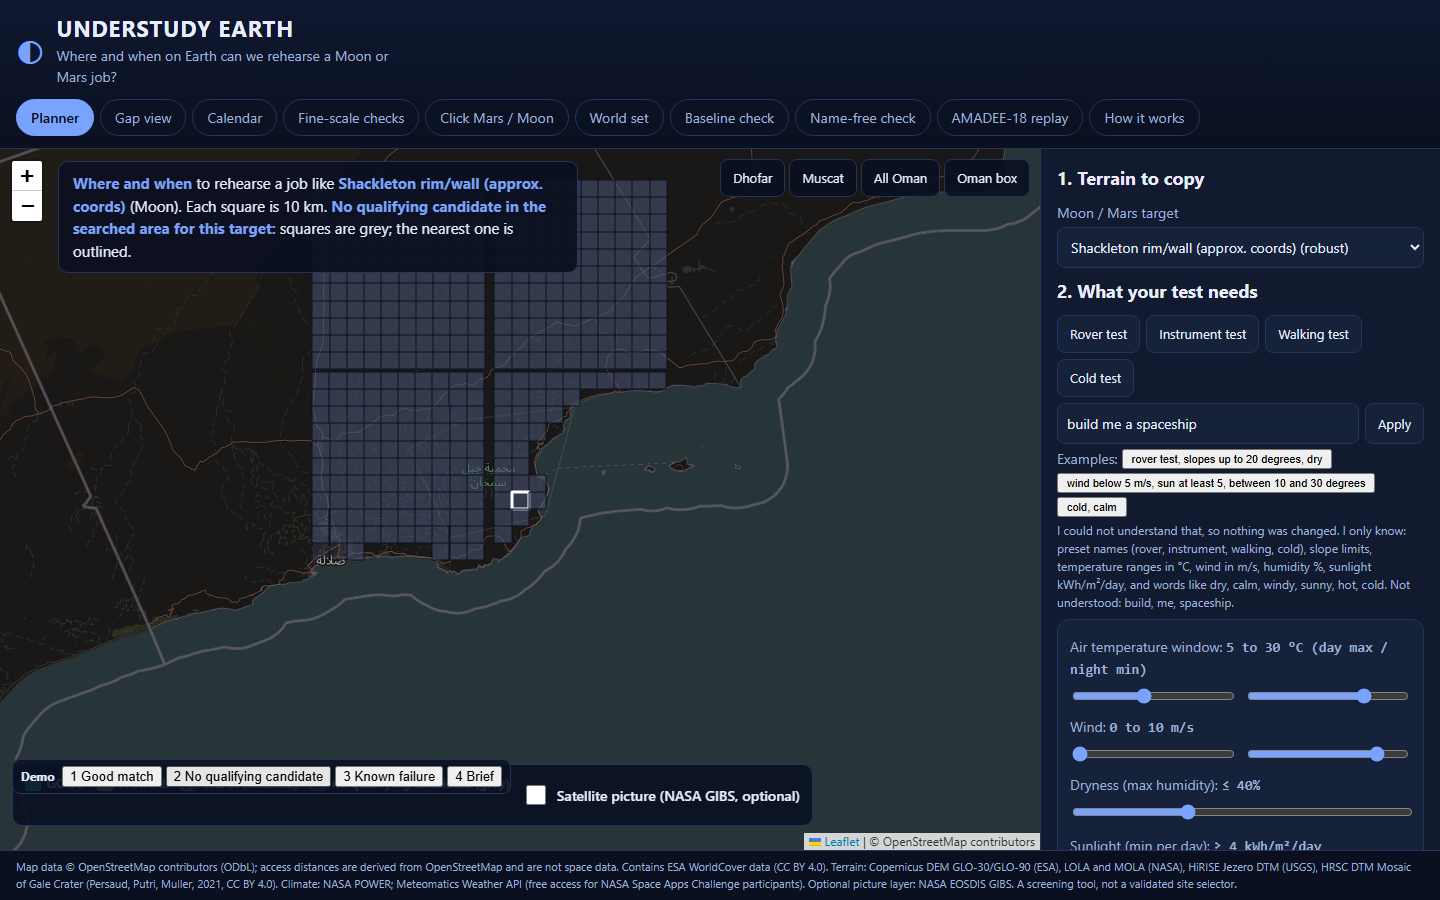 UNDERSTUDY EARTH
Where and when on Earth can we rehearse a Moon or
Mars job?
Planner
Gap view
Calendar
Fine-scale checks
Click Mars / Moon
World set
Baseline check
Name-free check
AMADEE-18 replay
How it works
+
−
Where and when to rehearse a job like Shackleton rim/wall (approx.
coords) (Moon). Each square is 10 km. No qualifying candidate in the
searched area for this target: squares are grey; the nearest one is
outlined.
Dhofar
Muscat
All Oman
Oman box
محمية جبل
سمحان
صلالة
Demo
1 Good match
2 No qualifying candidate
3 Known failure
4 Brief
Satellite picture (NASA GIBS, optional)
Leaflet | © OpenStreetMap contributors
1. Terrain to copy
Moon / Mars target
Shackleton rim/wall (approx. coords) (robust)
2. What your test needs
Rover test
Instrument test
Walking test
Cold test
build me a spaceship
Apply
Examples:
rover test, slopes up to 20 degrees, dry
wind below 5 m/s, sun at least 5, between 10 and 30 degrees
cold, calm
I could not understand that, so nothing was changed. I only know:
preset names (rover, instrument, walking, cold), slope limits,
temperature ranges in °C, wind in m/s, humidity %, sunlight
kWh/m²/day, and words like dry, calm, windy, sunny, hot, cold. Not
understood: build, me, spaceship.
Air temperature window: 5 to 30 °C (day max /
night min)
Wind: 0 to 10 m/s
Dryness (max humidity): ≤ 40%
Sunlight (min per day): ≥ 4 kWh/m²/day
Map data © OpenStreetMap contributors (ODbL); access distances are derived from OpenStreetMap and are not space data. Contains ESA WorldCover data (CC BY 4.0). Terrain: Copernicus DEM GLO-30/GLO-90 (ESA), LOLA and MOLA (NASA), HiRISE Jezero DTM (USGS), HRSC DTM Mosaic
of Gale Crater (Persaud, Putri, Muller, 2021, CC BY 4.0). Climate: NASA POWER; Meteomatics Weather API (free access for NASA Space Apps Challenge participants). Optional picture layer: NASA EOSDIS GIBS. A screening tool, not a validated site selector.